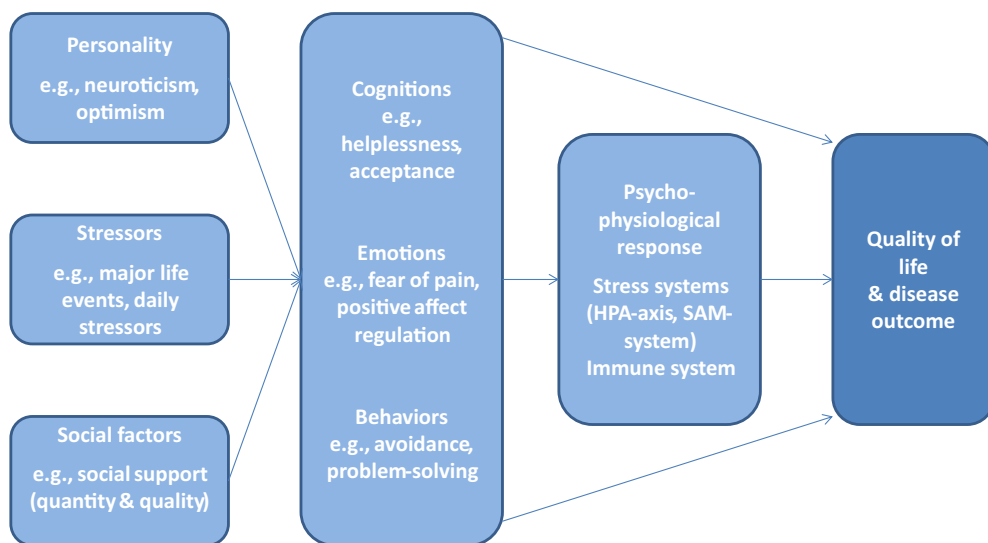 Personality
e.g., neuroticism,
optimism
Stressors
e.g., major life
events, daily
stressors
Social factors
e.g., social support
(quantity & quality)
Cognitions
e.g.,
helplessness,
acceptance
Emotions
e.g., fear of pain,
positive affect
regulation
Behaviors
e.g., avoidance,
problem-solving
Psycho-
physiological
response
Stress systems
(HPA-axis, SAM-
system)
Immune system
Quality of
life
& disease
outcome